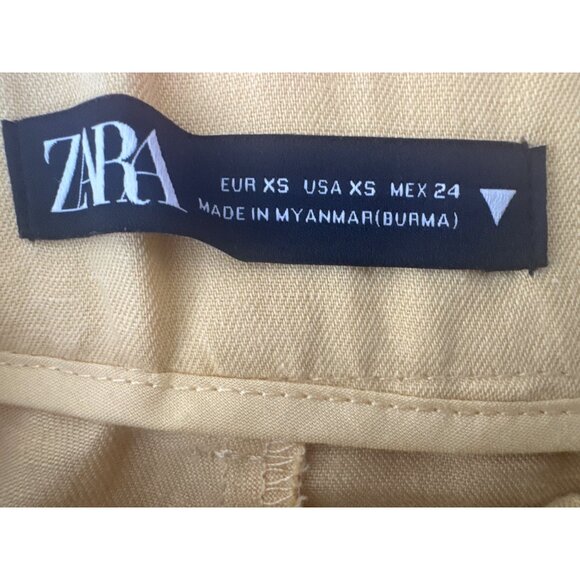 ZARA
EUR XS USA XS MEX 24
MADE IN MYANMAR(BURMA)